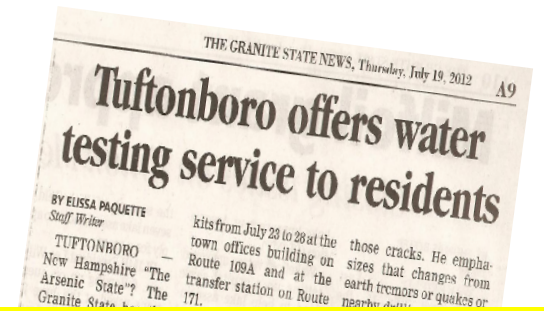 THE GRANITE STATE NEWS, Thursday, July 19, 2012 A9
Tuftonboro offers water
testing service to residents
BY ELISSA PAQUETTE
Staff Writer
TUFTONBORO —
New Hampshire "The
Arsenic State"? The
Granite State
kits from July 23 to 28 at the
town offices building on
Route 109A and at the
transfer station on Route
171.
those cracks. He empha-
sizes that changes from
earth tremors or quakes or
nearby